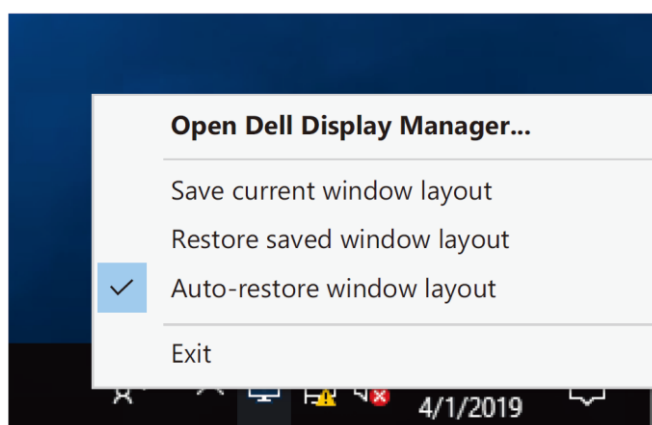 Open Dell Display Manager...
Save current window layout
Restore saved window layout
Auto-restore window layout
Exit
4/1/2019